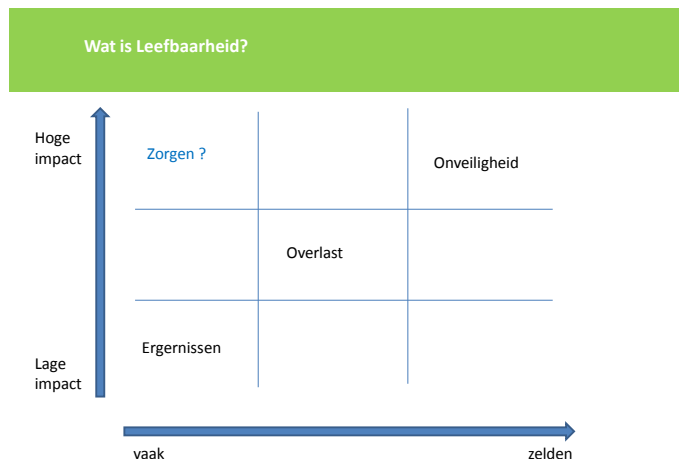 Wat is Leefbaarheid?
Hoge
impact
Zorgen ?
Onveiligheid
Overlast
Ergernissen
Lage
impact
vaak
zelden